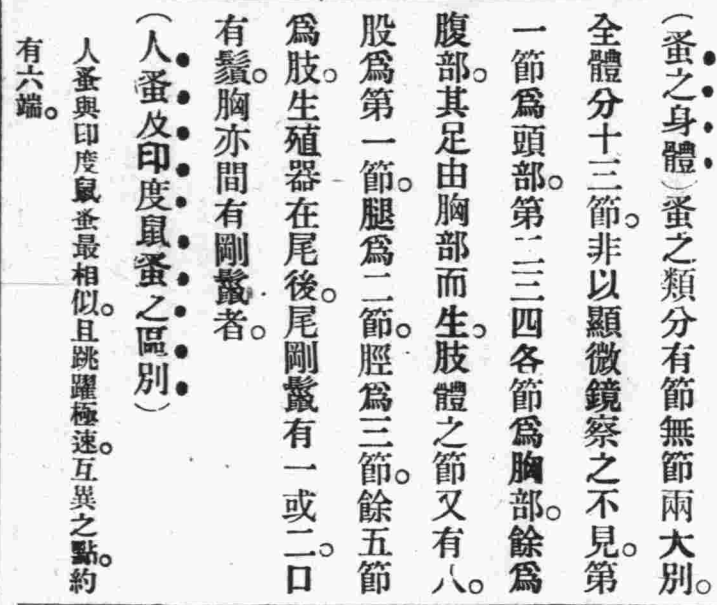 （蚤之身體）蚤之類分有節無節兩大別。
全體分十三節。非以顯微鏡察之不見。第
一節爲頭部。第二三四各節爲胸部。餘爲
腹部。其足由胸部而生。肢體之節又有八。
股爲第一節。腿爲二節。脛爲三節。餘五節
爲肢。生殖器在尾後。尾剛鬣有一或二。口
有鬚。胸亦間有剛鬣者。
（人蚤及印度鼠蚤之區別）
人蚤與印度鼠蚤最相似。且跳躍極速。互異之點。約
有六端。